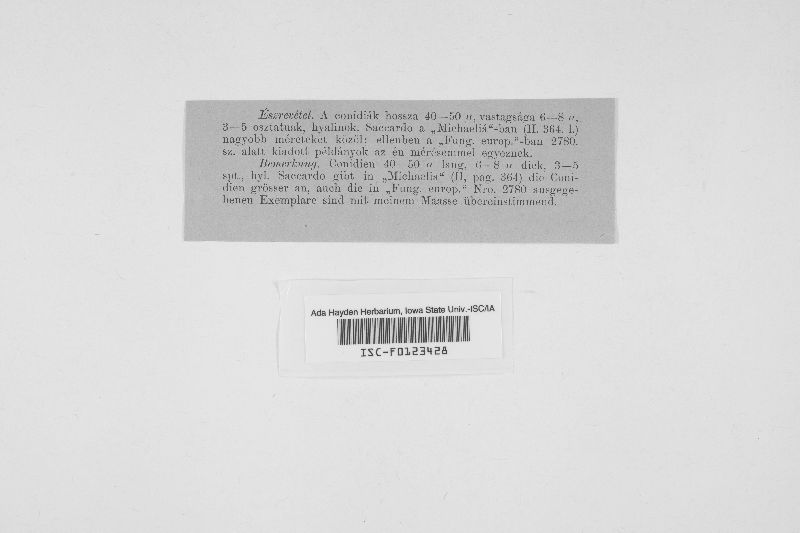 Észrevétel. A conidiák hossza 40—50 u, vastagsága 6—8 u,
3—5 osztatuak, hyalinok. Saccardo a „Michaeliá“-ban (II. 364. l.)
nagyobb méreteket közöl; ellenben a „Fung. europ.“-ban 2780.
sz. alatt kiadott példányok az én mérésemmel egyeznek.
Bemerkung. Conidien 40—50 u lang, 6—8 u dick, 3—5
spt., hyl. Saccardo gibt in „Michaelia“ (II, pag. 364) die Coni-
dien grösser an, auch die in „Fung. europ.“ Nro. 2780 ausgege-
benen Exemplare sind mit meinem Maasse übereinstimmend.
Ada Hayden Herbarium, Iowa State Univ.-ISC/IA
ISC-F0123428